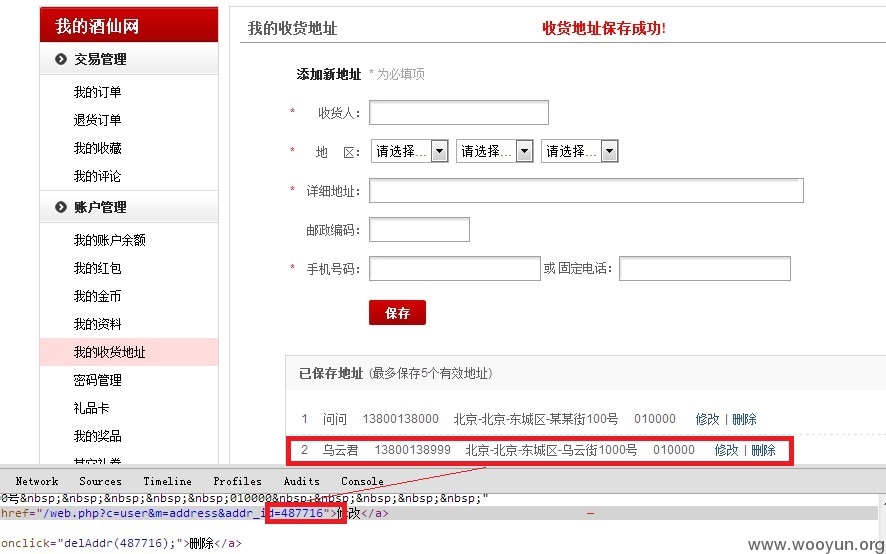 我的酒仙网
交易管理
我的订单
退货订单
我的收藏
我的评论
账户管理
我的账户余额
我的红包
我的金币
我的资料
我的收货地址
密码管理
礼品卡
我的奖品
其它礼券
我的收货地址 收货地址保存成功!
添加新地址 * 为必填项
* 收货人：
* 地 区： 请选择... 请选择... 请选择...
* 详细地址：
邮政编码：
* 手机号码： 或 固定电话：
保存
已保存地址 (最多保存5个有效地址)
1 问问 13800138000 北京-北京-东城区-某某街100号 010000 修改 | 删除
2 乌云君 13800138999 北京-北京-东城区-乌云街1000号 010000 修改 | 删除
Network Sources Timeline Profiles Audits Console
0号&nbsp;&nbsp;&nbsp;&nbsp;&nbsp;010000&nbsp;&nbsp;&nbsp;&nbsp;&nbsp;"
href="/web.php?c=user&m=address&addr_id=487716">修改</a>
onclick="delAddr(487716);">删除</a>
www.wooyun.org